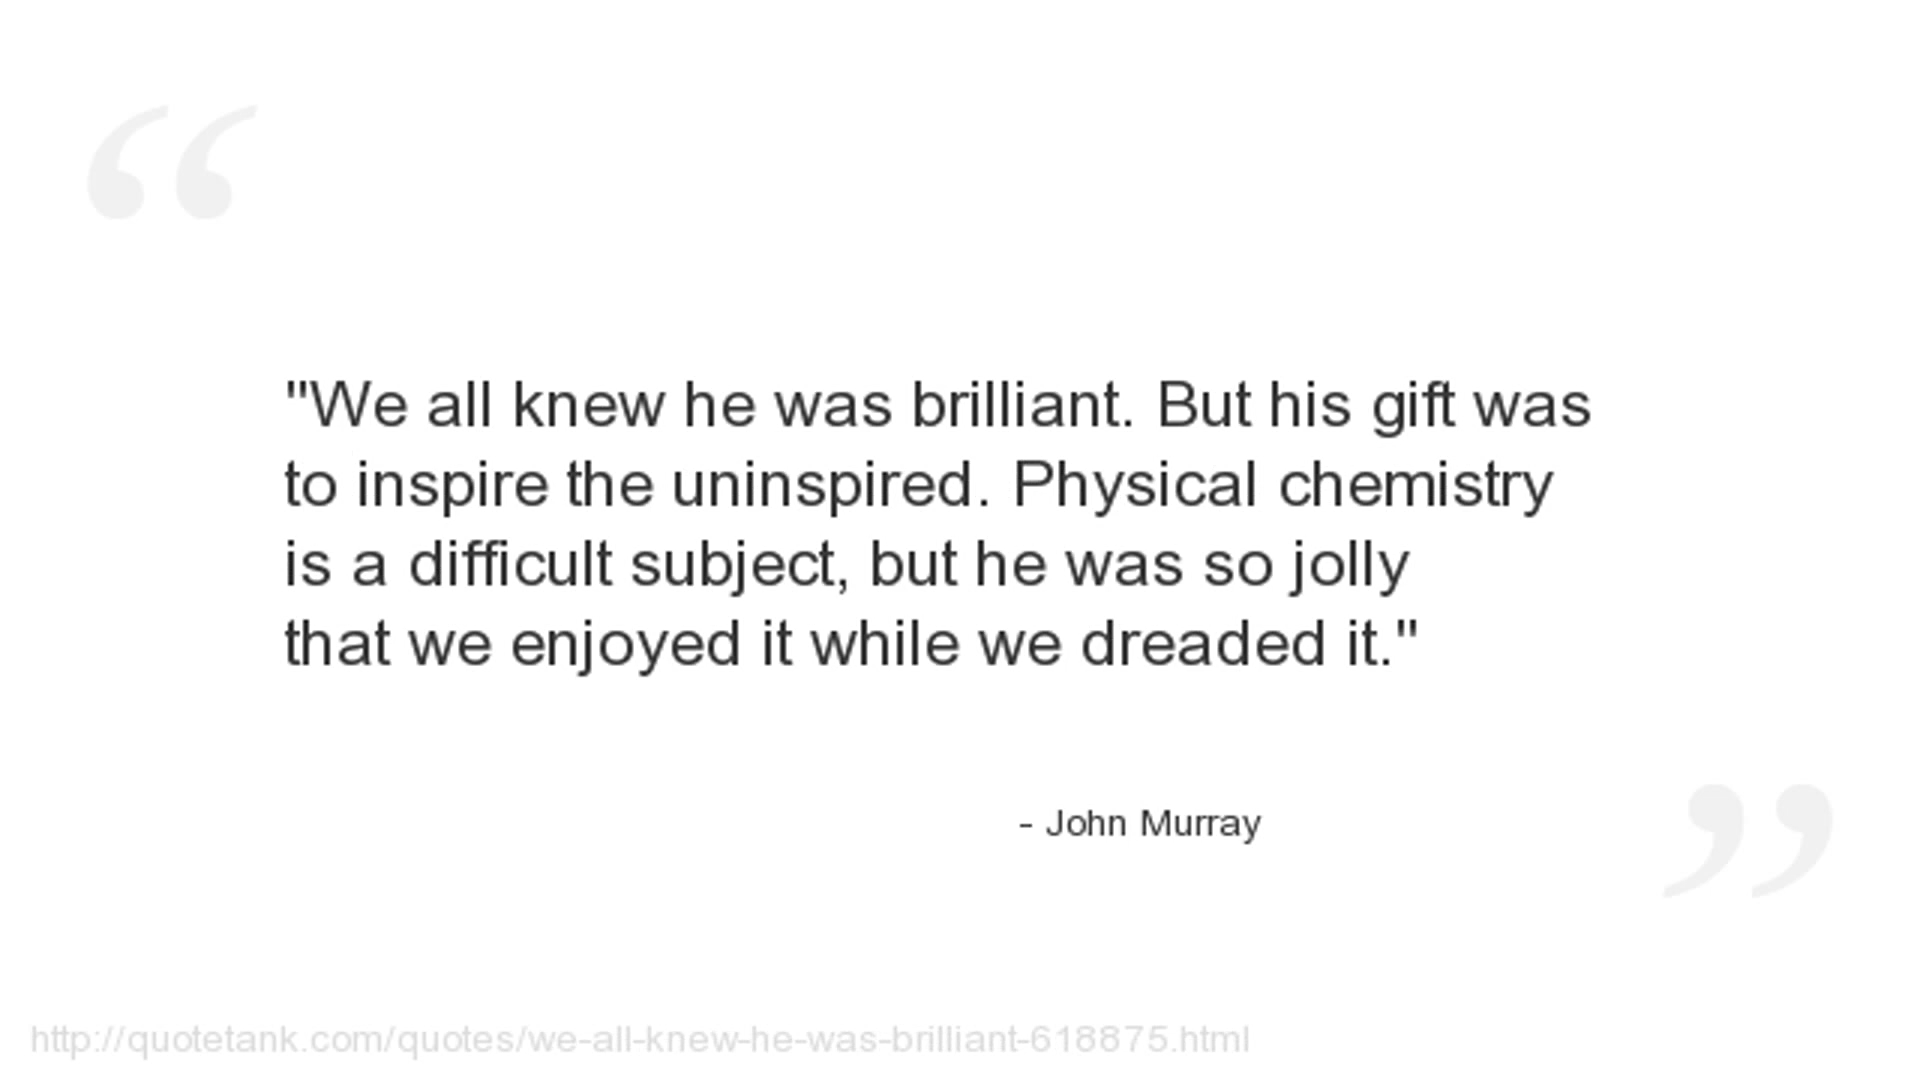 "We all knew he was brilliant. But his gift was
to inspire the uninspired. Physical chemistry
is a difficult subject, but he was so jolly
that we enjoyed it while we dreaded it."
- John Murray
http://quotetank.com/quotes/we-all-knew-he-was-brilliant-618875.html